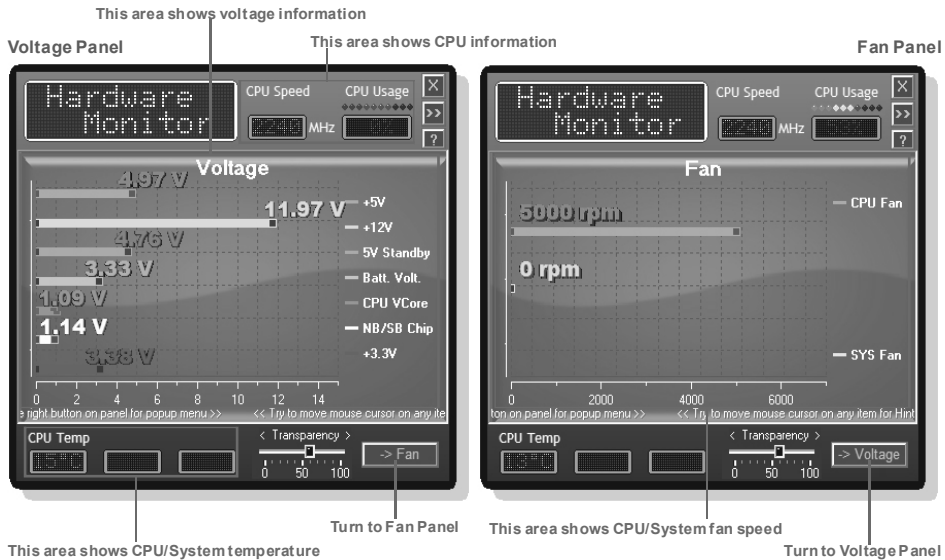 This area shows voltage information
This area shows CPU information
Voltage Panel
Fan Panel
Hardware
Monitor
CPU Speed
CPU Usage
X
2240 MHz
>>
?
Voltage
4.97 V
11.97 V
4.76 V
3.33 V
1.09 V
1.14 V
3.38 V
+5V
+12V
5V Standby
Batt. Volt.
CPU VCore
NB/SB Chip
+3.3V
0 2 4 6 8 10 12 14
e right button on panel for popup menu >> << Try to move mouse cursor on any ite
CPU Temp
15°C
< Transparency >
0 50 100
-> Fan
Hardware
Monitor
CPU Speed
CPU Usage
X
2240 MHz
>>
?
Fan
5000 rpm
0 rpm
CPU Fan
SYS Fan
0 2000 4000 6000
ton on panel for popup menu >> << Try to move mouse cursor on any item for Hint
CPU Temp
13°C
< Transparency >
0 50 100
-> Voltage
Turn to Fan Panel
This area shows CPU/System fan speed
This area shows CPU/System temperature
Turn to Voltage Panel